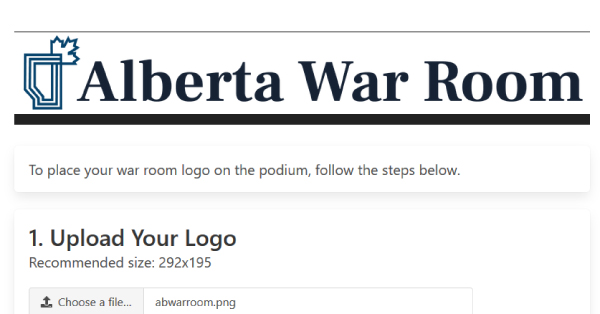 Alberta War Room
To place your war room logo on the podium, follow the steps below.
1. Upload Your Logo
Recommended size: 292x195
Choose a file... abwarroom.png